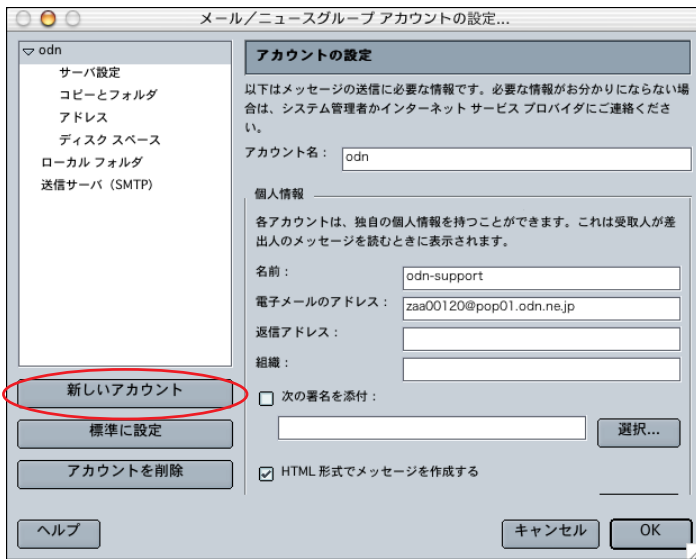 メール／ニュースグループ アカウントの設定...
odn
サーバ設定
コピーとフォルダ
アドレス
ディスク スペース
ローカル フォルダ
送信サーバ（SMTP）
新しいアカウント
標準に設定
アカウントを削除
アカウントの設定
以下はメッセージの送信に必要な情報です。必要な情報がお分かりにならない場
合は、システム管理者かインターネット サービス プロバイダにご連絡くださ
い。
アカウント名： odn
個人情報
各アカウントは、独自の個人情報を持つことができます。これは受取人が差
出人のメッセージを読むときに表示されます。
名前： odn-support
電子メールのアドレス： zaa00120@pop01.odn.ne.jp
返信アドレス：
組織：
次の署名を添付：
選択...
HTML 形式でメッセージを作成する
ヘルプ
キャンセル
OK